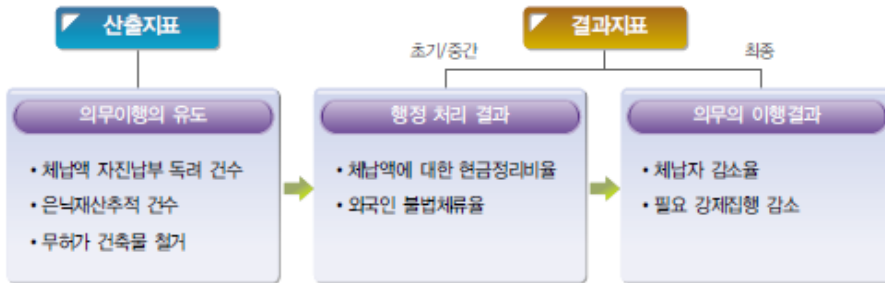 산출지표
결과지표
초기/중간
최종
의무이행의 유도
• 체납액 자진납부 독려 건수
• 은닉재산추적 건수
• 무허가 건축물 철거
행정 처리 결과
• 체납액에 대한 현금정리비율
• 외국인 불법체류율
의무의 이행결과
• 체납자 감소율
• 필요 강제집행 감소